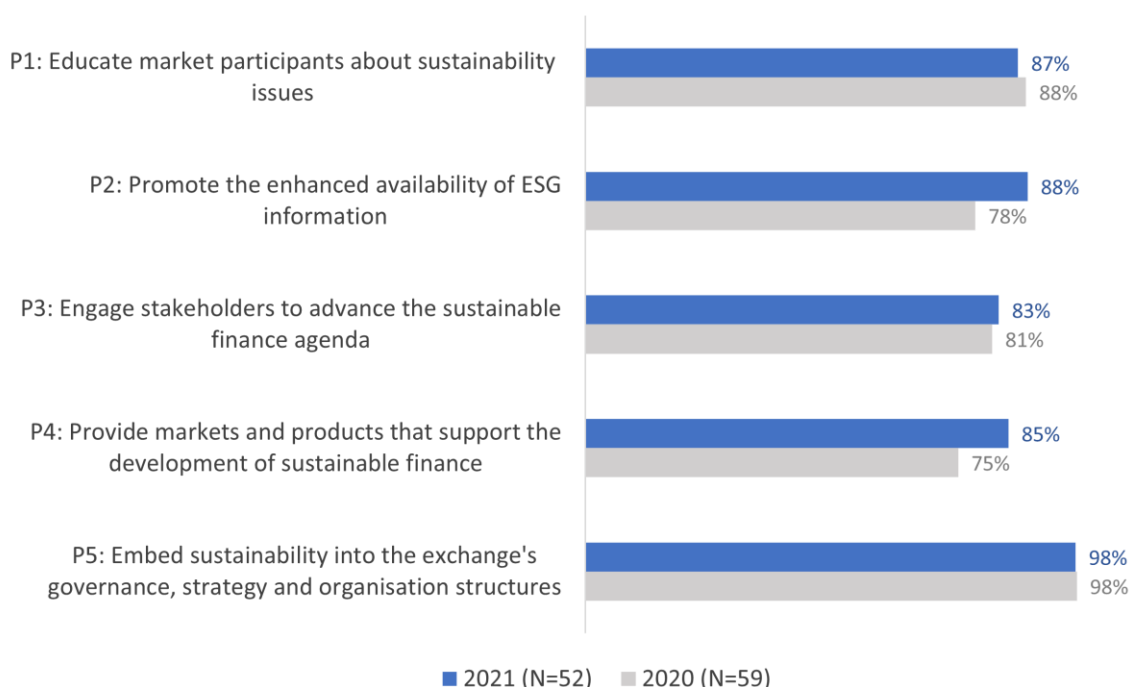 P1: Educate market participants about sustainability
issues
87%
88%
P2: Promote the enhanced availability of ESG
information
88%
78%
P3: Engage stakeholders to advance the sustainable
finance agenda
83%
81%
P4: Provide markets and products that support the
development of sustainable finance
85%
75%
P5: Embed sustainability into the exchange's
governance, strategy and organisation structures
98%
98%
2021 (N=52) 2020 (N=59)